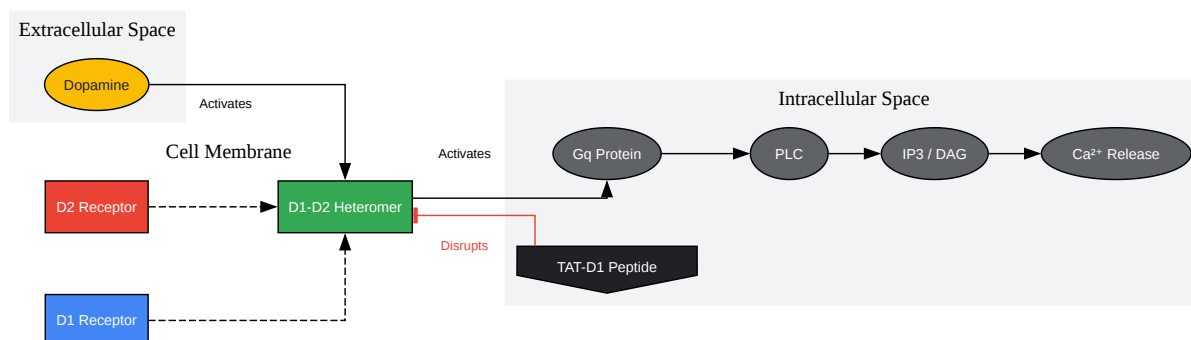 Extracellular Space
Dopamine
Activates
Intracellular Space
Cell Membrane
Activates
Gq Protein
PLC
IP3 / DAG
Ca²⁺ Release
D2 Receptor
D1-D2 Heteromer
Disrupts
TAT-D1 Peptide
D1 Receptor